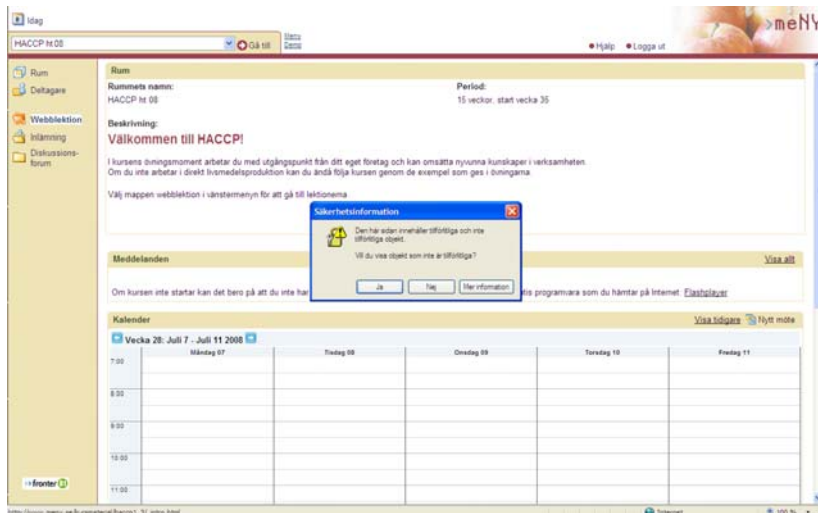 Idag
HACCP ht 08
Gå till
Menu
Demo
Hjälp
Logga ut
meNY
Rum
Deltagare
Webblektion
Inlämning
Diskussions-
forum
Rum
Rummets namn:
Period:
HACCP ht 08
15 veckor, start vecka 35
Beskrivning:
Välkommen till HACCP!
I kursens övningsmoment arbetar du med utgångspunkt från ditt eget företag och kan omsätta nyvunna kunskaper i verksamheten.
Om du inte arbetar i direkt livsmedelsproduktion kan du ändå följa kursen genom de exempel som ges i övningarna.
Välj mappen webblektion i vänstermenyn för att gå till lektionerna
Säkerhetsinformation
Den här sidan innehåller tillförlitliga och inte
tillförlitliga objekt.
Vill du visa objekt som inte är tillförlitliga?
Ja
Nej
Mer information
Meddelanden
Visa allt
Om kursen inte startar kan det bero på att du inte har
tis programvara som du hämtar på Internet. Flashplayer
Kalender
Visa tidigare
Nytt möte
Vecka 28: Juli 7 - Juli 11 2008
Måndag 07
Tisdag 08
Onsdag 09
Torsdag 10
Fredag 11
7:00
8:00
9:00
10:00
11:00
fronter
Internet
100 %